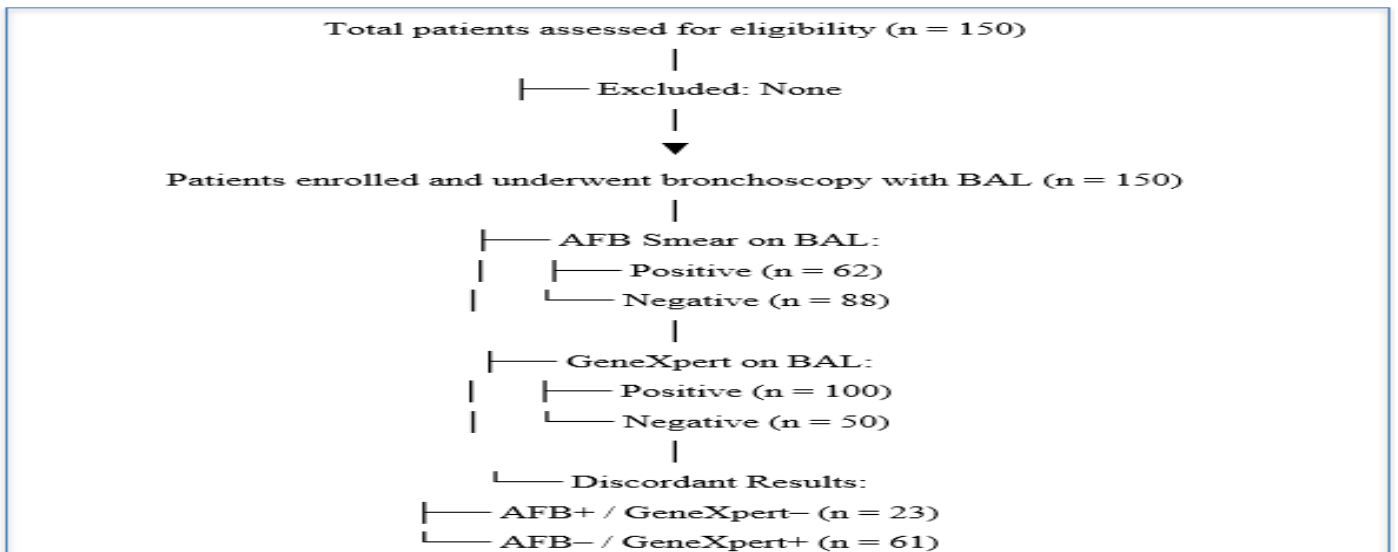 Total patients assessed for eligibility (n = 150)
Excluded: None
Patients enrolled and underwent bronchoscopy with BAL (n = 150)
AFB Smear on BAL:
Positive (n = 62)
Negative (n = 88)
GeneXpert on BAL:
Positive (n = 100)
Negative (n = 50)
Discordant Results:
AFB+ / GeneXpert− (n = 23)
AFB− / GeneXpert+ (n = 61)